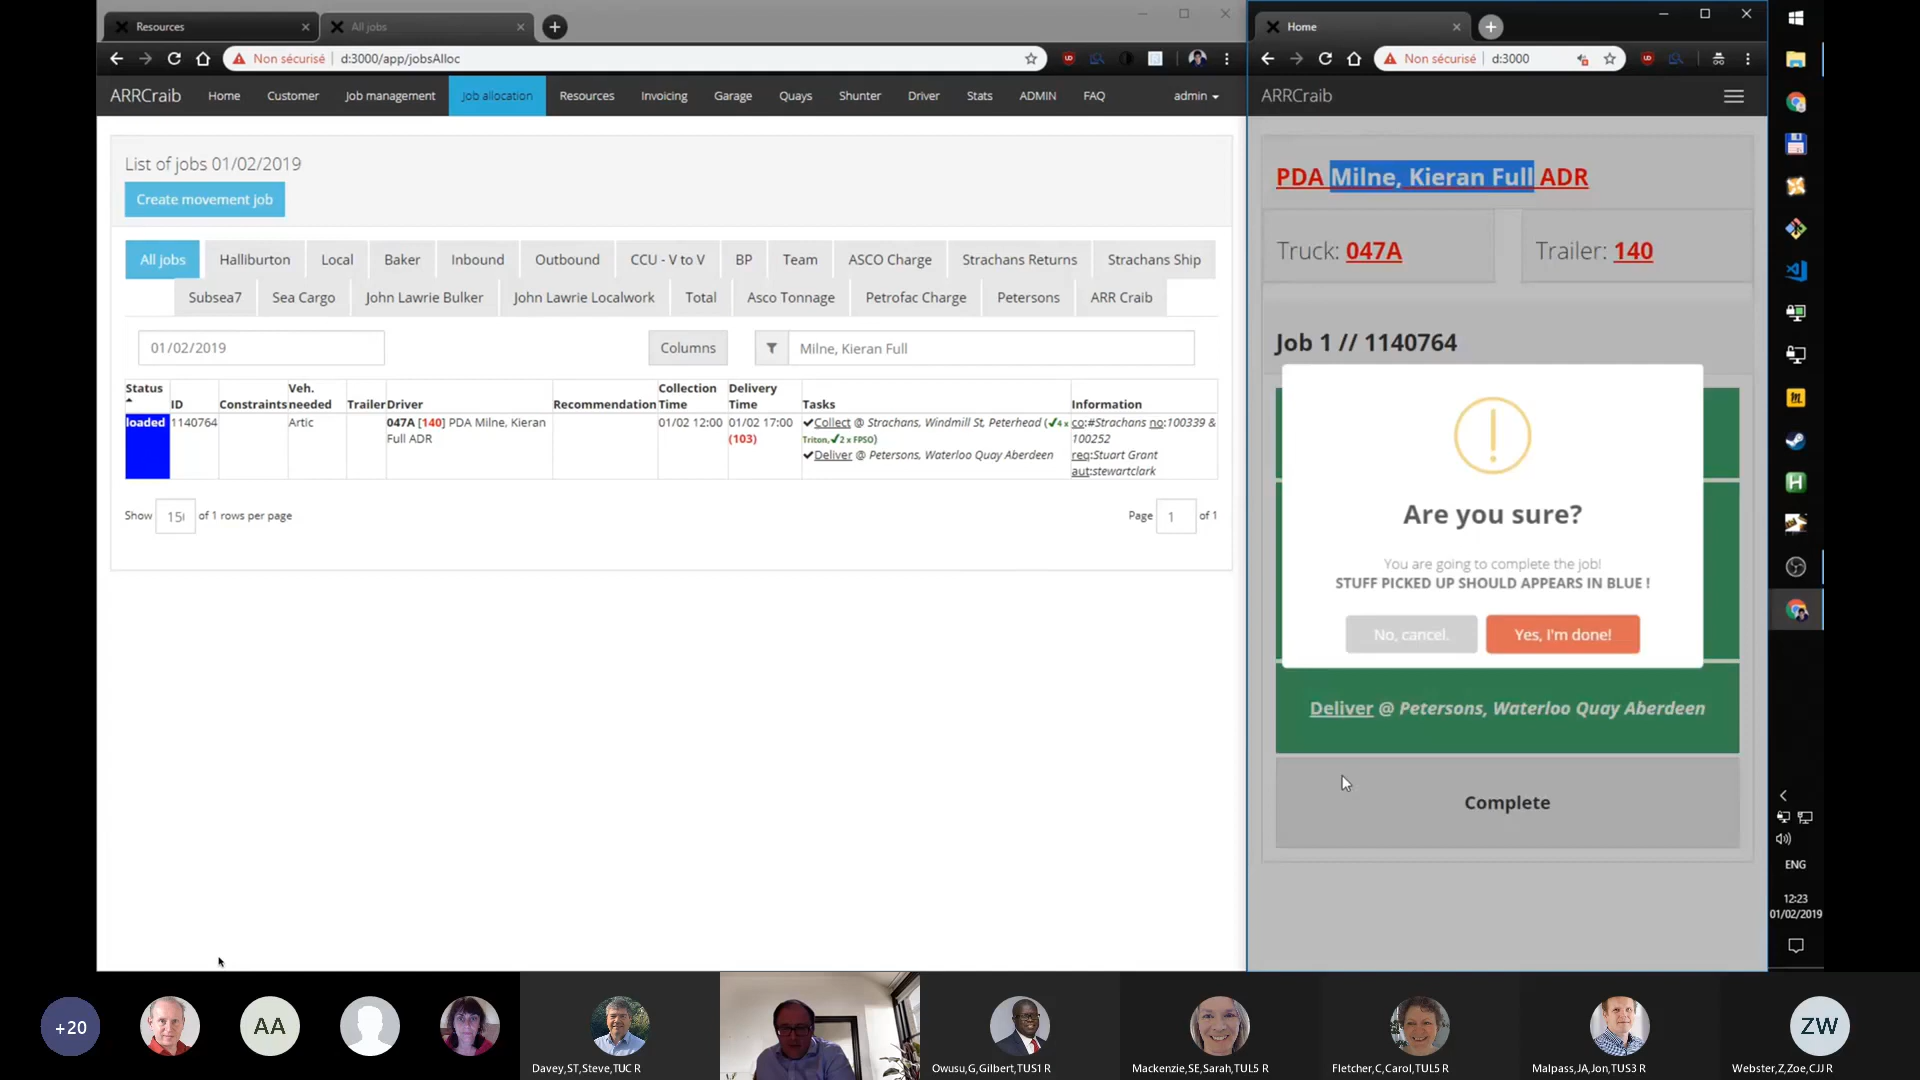 Resources
All jobs
Non sécurisé
d:3000/app/jobsAlloc
ARRCraib
Home
Customer
Job management
Job allocation
Resources
Invoicing
Garage
Quays
Shunter
Driver
Stats
ADMIN
FAQ
admin
List of jobs 01/02/2019
Create movement job
All jobs
Halliburton
Local
Baker
Inbound
Outbound
CCU - V to V
BP
Team
ASCO Charge
Strachans Returns
Strachans Ship
Subsea7
Sea Cargo
John Lawrie Bulker
John Lawrie Localwork
Total
Asco Tonnage
Petrofac Charge
Petersons
ARR Craib
01/02/2019
Columns
Milne, Kieran Full
Status
ID
Constraints
Veh. needed
Trailer
Driver
Recommendation
Collection Time
Delivery Time
Tasks
Information
loaded
1140764
Artic
047A [140] PDA Milne, Kieran
Full ADR
01/02 12:00
01/02 17:00
(103)
✔Collect @ Strachans, Windmill St, Peterhead (✔4 x
Triton,✔2 x FPSO)
✔Deliver @ Petersons, Waterloo Quay Aberdeen
co:#Strachans no:100339 &
100252
req:Stuart Grant
aut:stewartclark
Show 150 of 1 rows per page
Page 1 of 1
Home
Non sécurisé
d:3000
ARRCraib
PDA Milne, Kieran Full ADR
Truck: 047A
Trailer: 140
Job 1 // 1140764
Are you sure?
You are going to complete the job!
STUFF PICKED UP SHOULD APPEARS IN BLUE !
No, cancel.
Yes, I'm done!
Deliver @ Petersons, Waterloo Quay Aberdeen
Complete
ENG
12:23
01/02/2019
+20
AA
Davey,ST,Steve,TUC R
Owusu,G,Gilbert,TUS1 R
Mackenzie,SE,Sarah,TUL5 R
Fletcher,C,Carol,TUL5 R
Malpass,JA,Jon,TUS3 R
ZW
Webster,Z,Zoe,CJJ R